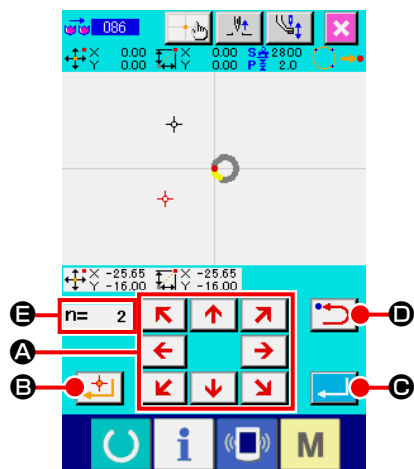 086
X 0.00 X 0.00 S 2800
Y 0.00 Y 0.00 P 2.0
X -25.65 X -25.65
Y -16.00 Y -16.00
E n= 2 D
A
B C
i M